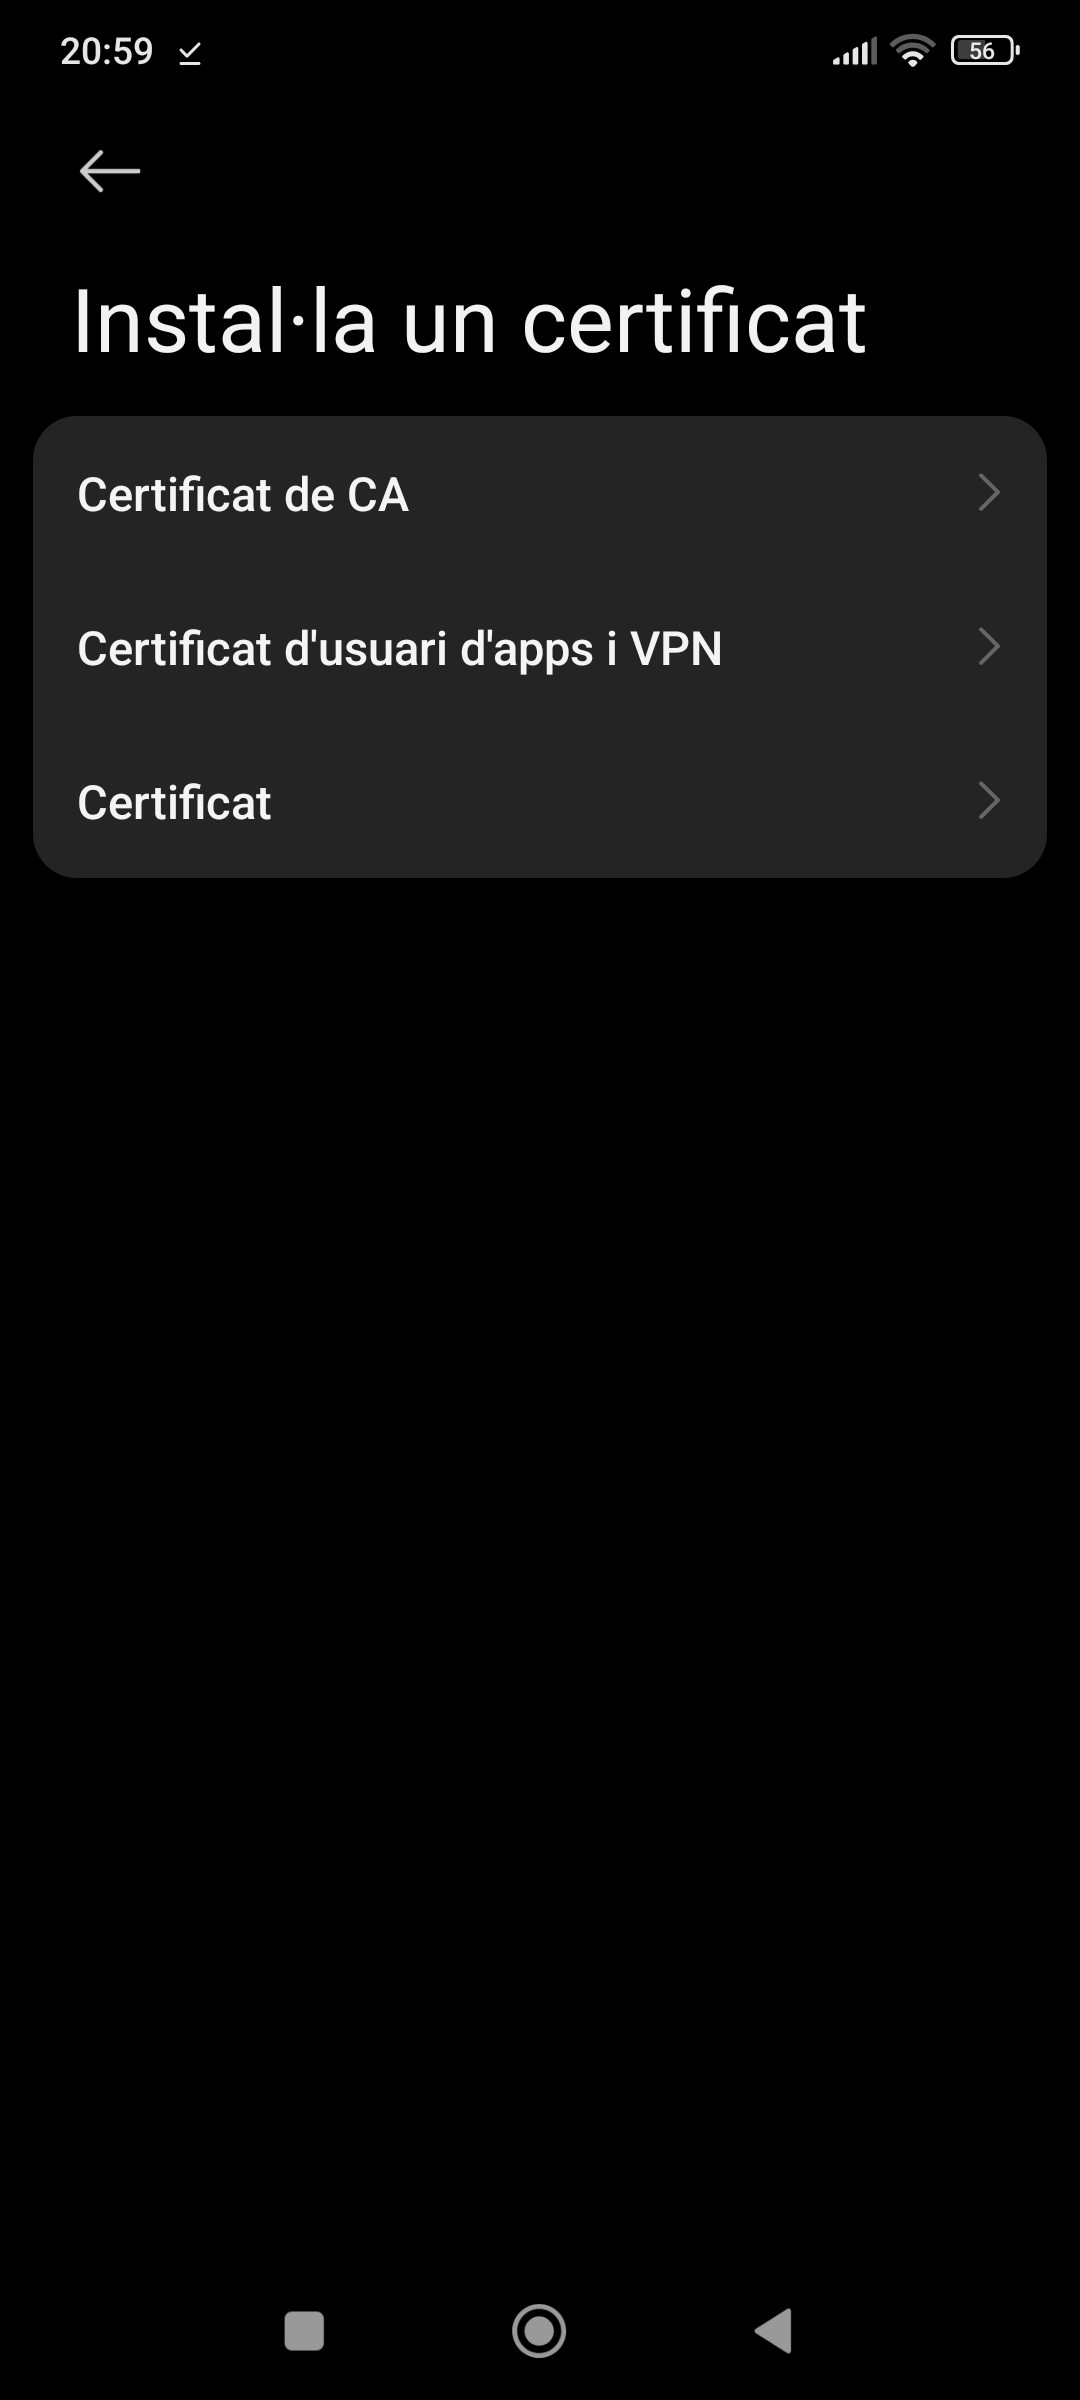 20:59
56
Instal·la un certificat
Certificat de CA
Certificat d'usuari d'apps i VPN
Certificat